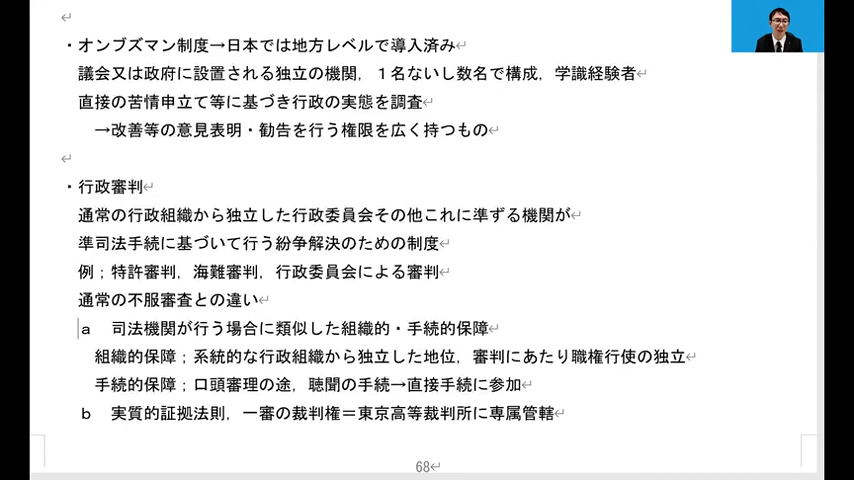 ・オンブズマン制度→日本では地方レベルで導入済み↵
議会又は政府に設置される独立の機関，１名ないし数名で構成，学識経験者↵
直接の苦情申立て等に基づき行政の実態を調査↵
→改善等の意見表明・勧告を行う権限を広く持つもの↵
↵
・行政審判↵
通常の行政組織から独立した行政委員会その他これに準ずる機関が↵
準司法手続に基づいて行う紛争解決のための制度↵
例；特許審判，海難審判，行政委員会による審判↵
通常の不服審査との違い↵
ａ　司法機関が行う場合に類似した組織的・手続的保障↵
組織的保障；系統的な行政組織から独立した地位，審判にあたり職権行使の独立↵
手続的保障；口頭審理の途，聴聞の手続→直接手続に参加↵
ｂ　実質的証拠法則，一審の裁判権＝東京高等裁判所に専属管轄↵
68↵